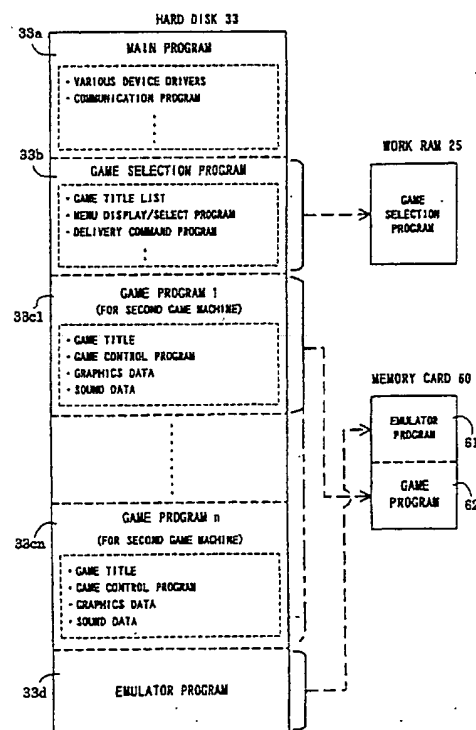 HARD DISK 33
33a
MAIN PROGRAM
• VARIOUS DEVICE DRIVERS
• COMMUNICATION PROGRAM
33b
GAME SELECTION PROGRAM
• GAME TITLE LIST
• MENU DISPLAY/SELECT PROGRAM
• DELIVERY COMMAND PROGRAM
WORK RAM 25
GAME
SELECTION
PROGRAM
33c1
GAME PROGRAM 1
(FOR SECOND GAME MACHINE)
• GAME TITLE
• GAME CONTROL PROGRAM
• GRAPHICS DATA
• SOUND DATA
MEMORY CARD 60
EMULATOR
PROGRAM
61
GAME
PROGRAM
62
33cn
GAME PROGRAM n
(FOR SECOND GAME MACHINE)
• GAME TITLE
• GAME CONTROL PROGRAM
• GRAPHICS DATA
• SOUND DATA
33d
EMULATOR PROGRAM